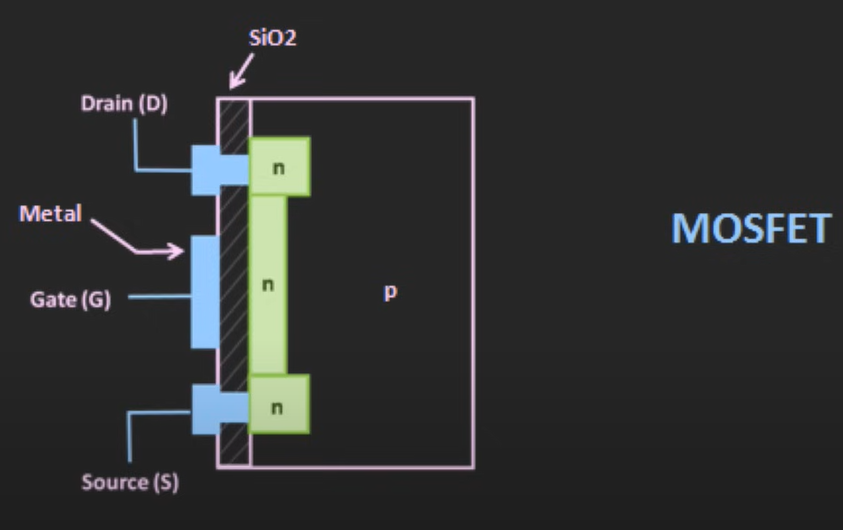 SiO2
Drain (D)
n
Metal
MOSFET
n
p
Gate (G)
n
Source (S)